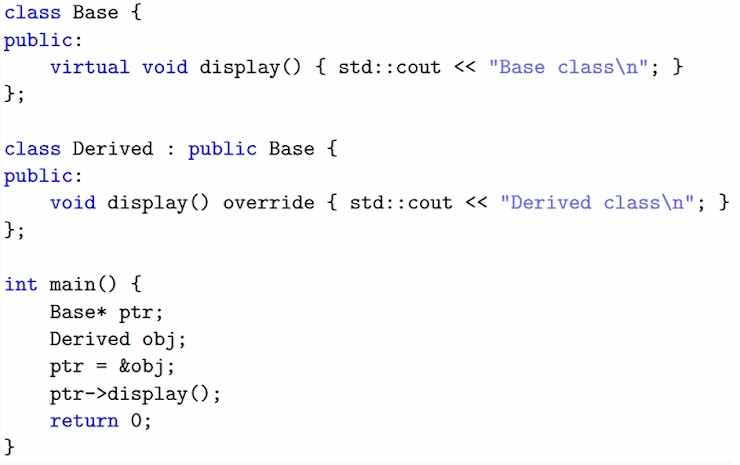 class Base {
public:
    virtual void display() { std::cout << "Base class\n"; }
};

class Derived : public Base {
public:
    void display() override { std::cout << "Derived class\n"; }
};

int main() {
    Base* ptr;
    Derived obj;
    ptr = &obj;
    ptr->display();
    return 0;
}